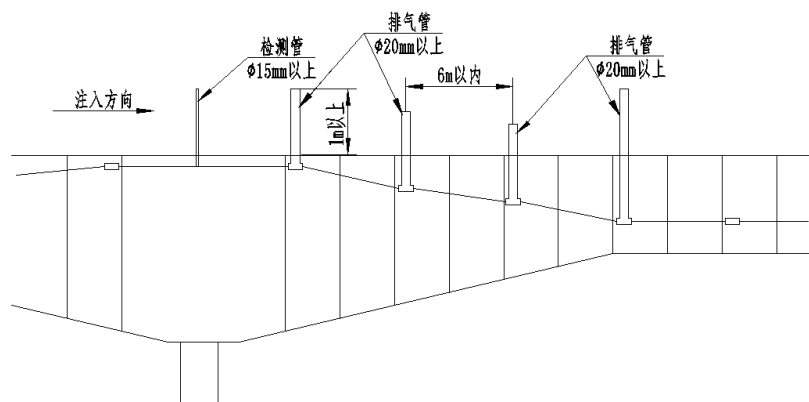 检测管
Φ15mm以上
排气管
Φ20mm以上
排气管
Φ20mm以上
6m以内
注入方向
1m以上